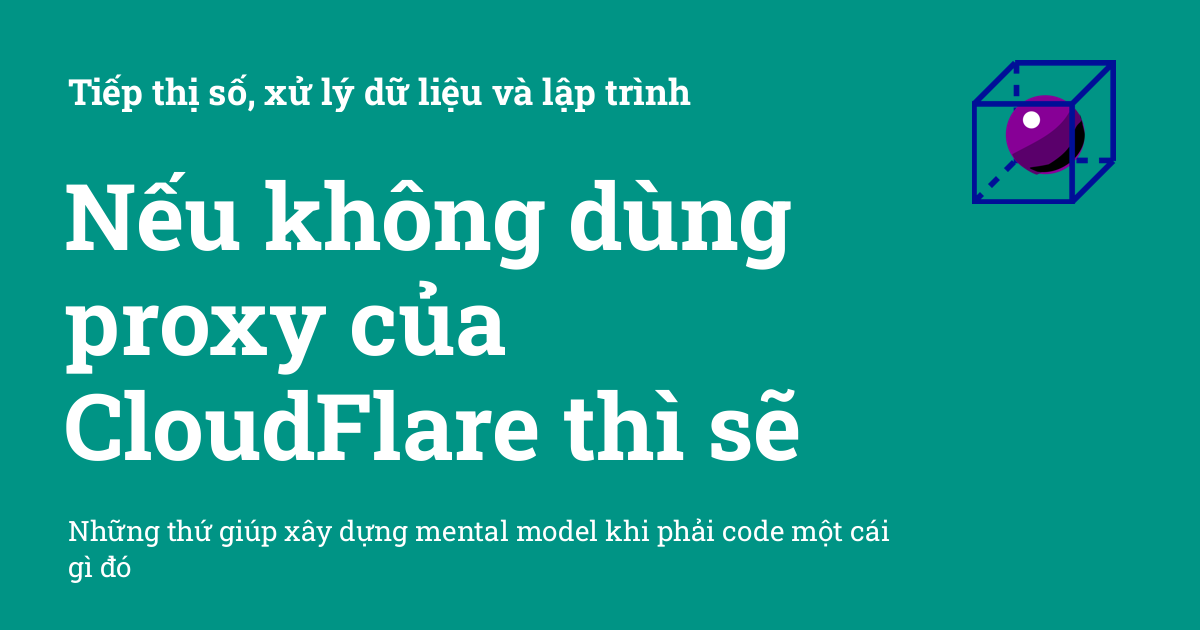 Tiếp thị số, xử lý dữ liệu và lập trình
Nếu không dùng
proxy của
CloudFlare thì sẽ
Những thứ giúp xây dựng mental model khi phải code một cái
gì đó